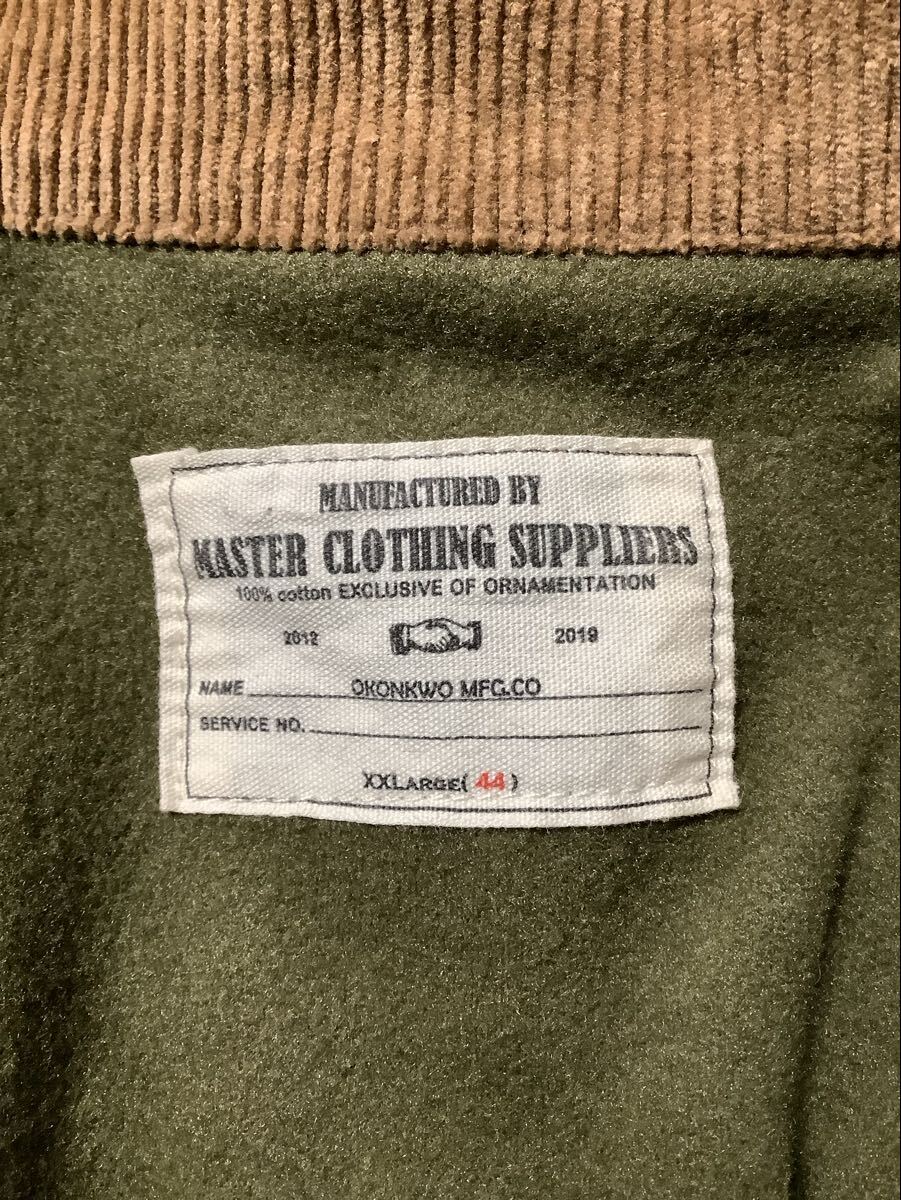 MANUFACTURED BY
MASTER CLOTHING SUPPLIERS
100% cotton EXCLUSIVE OF ORNAMENTATION
2012 2019
NAME OKONKWO MFG.CO
SERVICE NO.
XXLARGE( 44 )